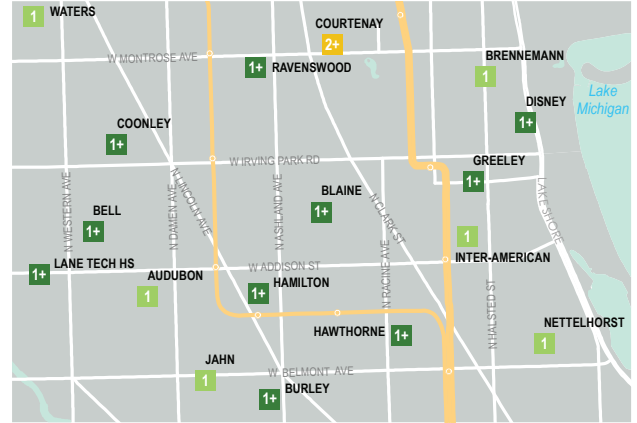 1 WATERS
COURTENAY
2+
W MONTROSE AVE
1+ RAVENSWOOD
BRENNEMANN
1
Lake
Michigan
DISNEY
1+
COONLEY
1+
W IRVING PARK RD
GREELEY
1+
N WESTERN AVE
N DAMEN AVE
N LINCOLN AVE
N ASHLAND AVE
BLAINE
1+
N CLARK ST
N RACINE AVE
LAKE SHORE
BELL
1+
1
INTER-AMERICAN
N HALSTED ST
LANE TECH HS
1+
W ADDISON ST
AUDUBON
1
HAMILTON
1+
HAWTHORNE
1+
NETTELHORST
1
JAHN
1
W BELMONT AVE
1+ BURLEY